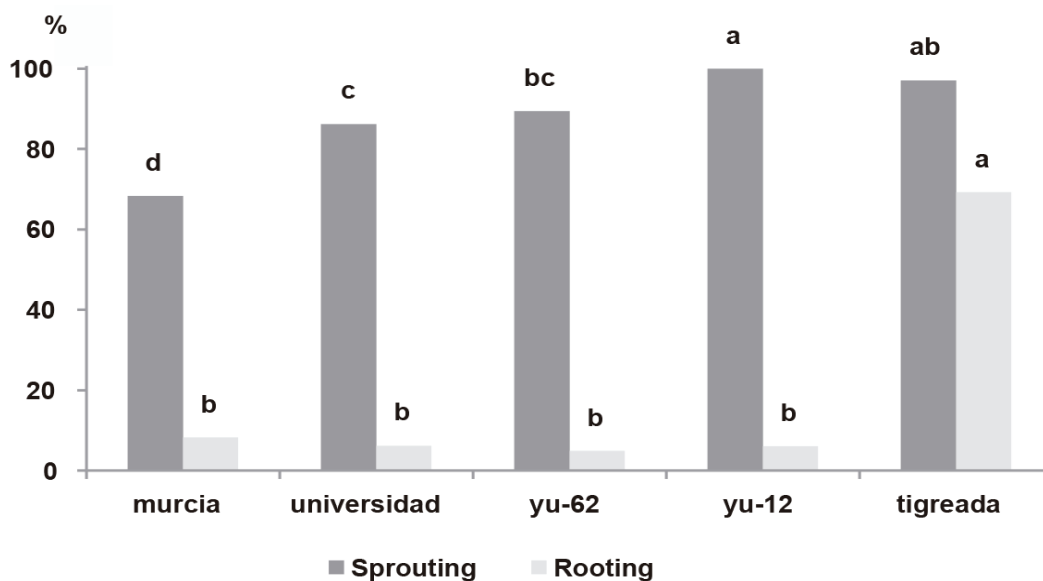 %
100
80
60
40
20
0
d
b
c
b
bc
b
a
b
ab
a
murcia universidad yu-62 yu-12 tigreada
Sprouting Rooting